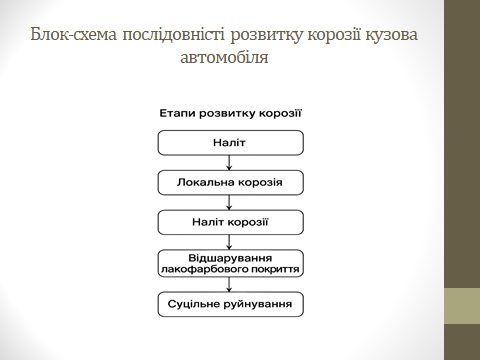 Блок-схема послідовністі розвитку корозії кузова
автомобіля
Етапи розвитку корозії
Наліт
Локальна корозія
Наліт корозії
Відшарування
лакофарбового покриття
Суцільне руйнування